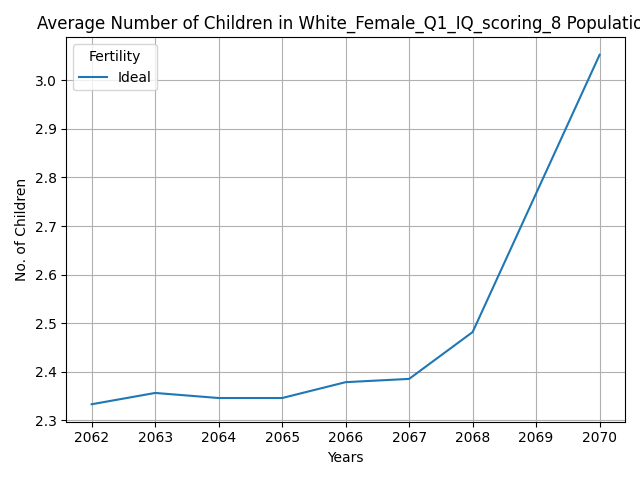 Average Number of Children in White_Female_Q1_IQ_scoring_8 Populatio
Fertility
Ideal
3.0
2.9
2.8
2.7
2.6
2.5
2.4
2.3
No. of Children
2062 2063 2064 2065 2066 2067 2068 2069 2070
Years